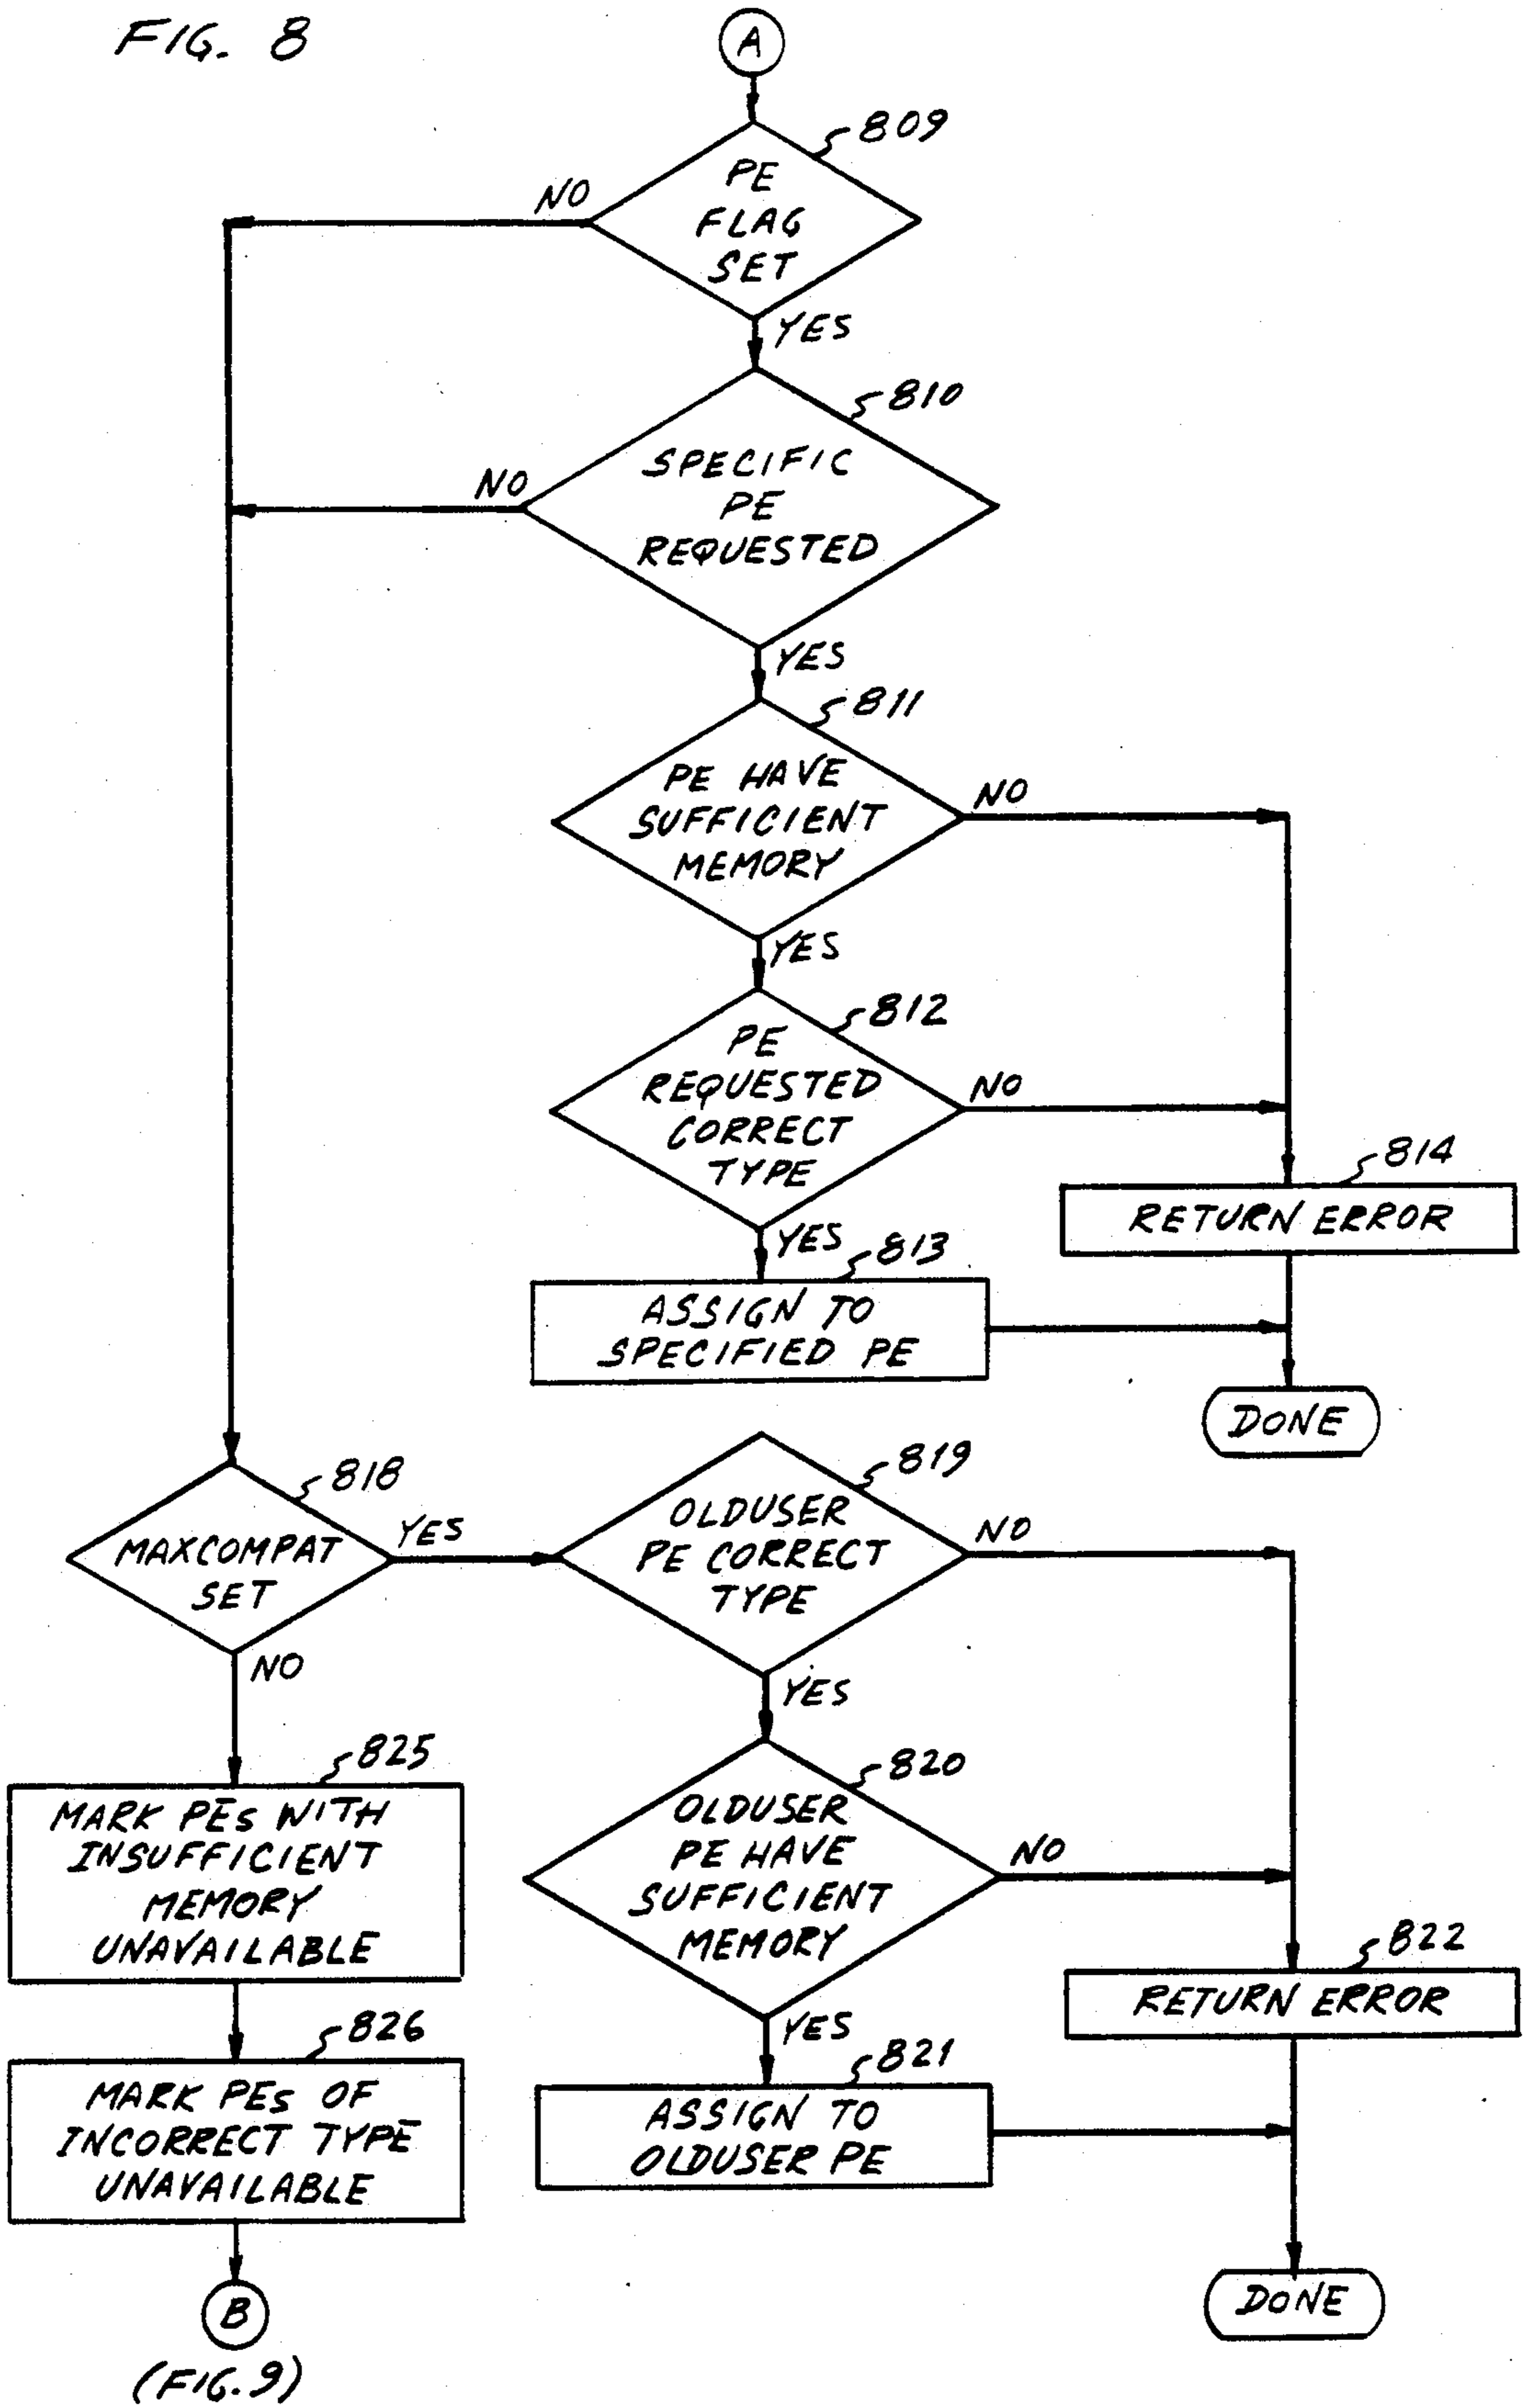 FIG. 8
A
809
PE
FLAG
SET
NO
YES
810
SPECIFIC
PE
REQUESTED
NO
YES
811
PE HAVE
SUFFICIENT
MEMORY
NO
YES
812
PE
REQUESTED
CORRECT
TYPE
NO
YES
814
RETURN ERROR
813
ASSIGN TO
SPECIFIED PE
DONE
818
MAXCOMPAT
SET
YES
NO
819
OLDUSER
PE CORRECT
TYPE
NO
YES
825
MARK PEs WITH
INSUFFICIENT
MEMORY
UNAVAILABLE
820
OLDUSER
PE HAVE
SUFFICIENT
MEMORY
NO
YES
822
RETURN ERROR
826
MARK PEs OF
INCORRECT TYPE
UNAVAILABLE
821
ASSIGN TO
OLDUSER PE
DONE
B
(FIG. 9)